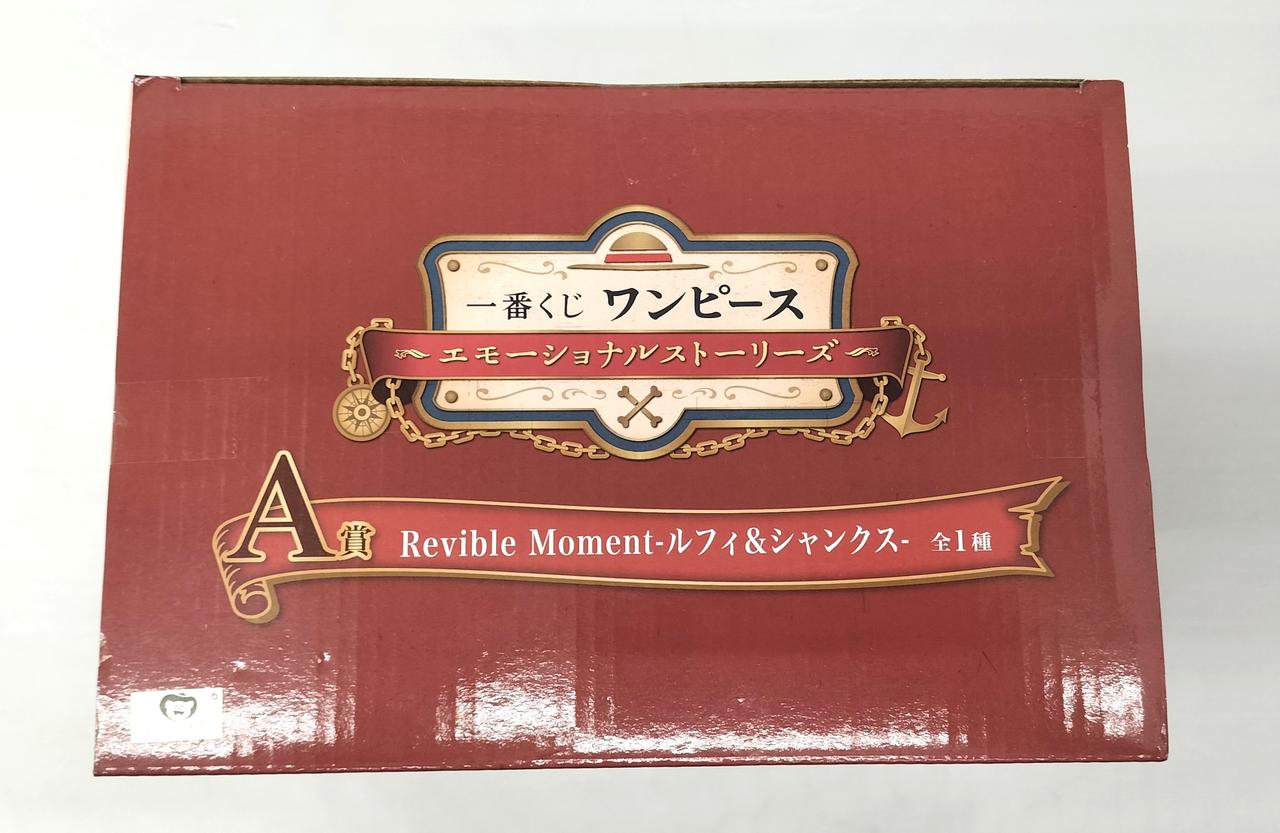 一番くじ ワンピース
エモーショナルストーリーズ
A賞 Revible Moment-ルフィ&シャンクス- 全1種